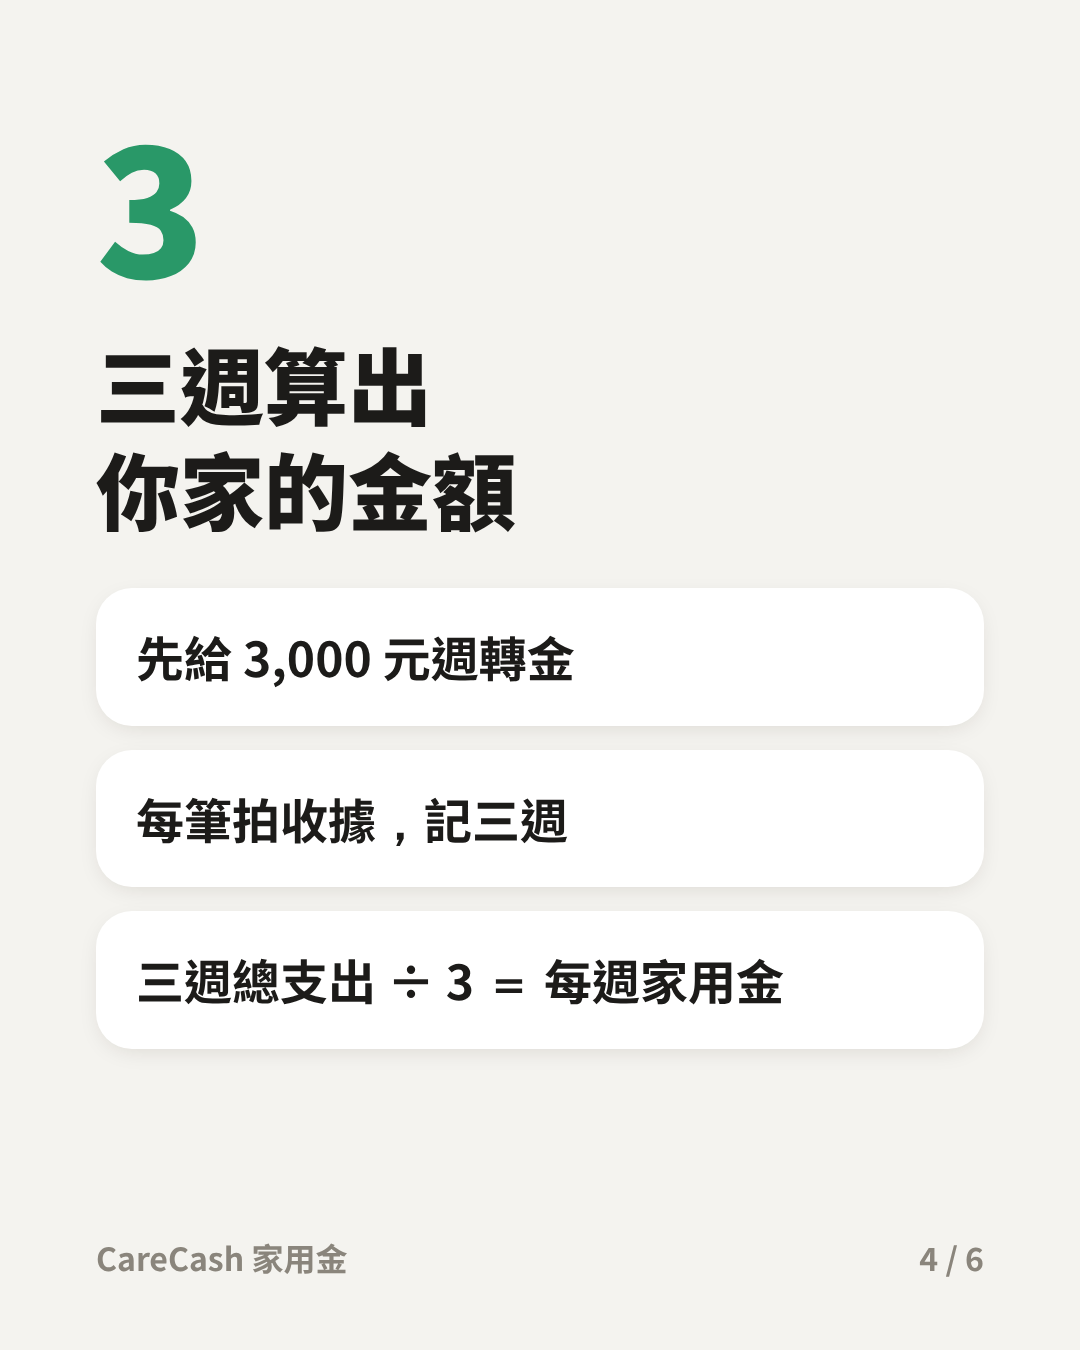 3
三週算出
你家的金額
先給 3,000 元週轉金
每筆拍收據，記三週
三週總支出 ÷ 3 = 每週家用金
CareCash 家用金
4 / 6